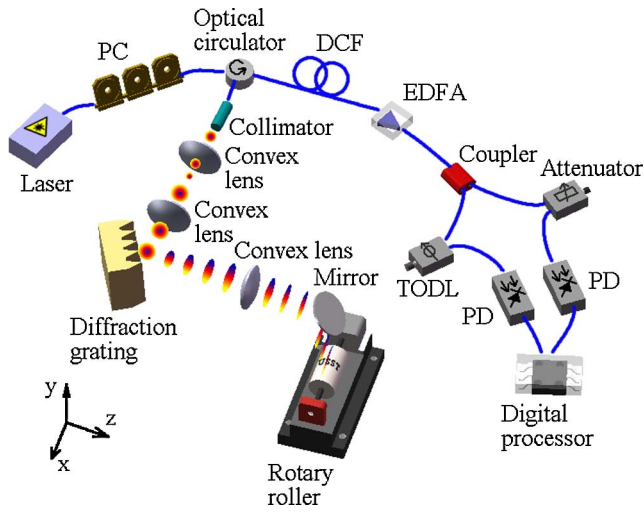 Optical
circulator
DCF
PC
EDFA
Collimator
Coupler
Attenuator
Laser
Convex
lens
Convex
lens
Convex lens
Mirror
TODL
PD
PD
Diffraction
grating
Digital
processor
Rotary
roller
y
z
x